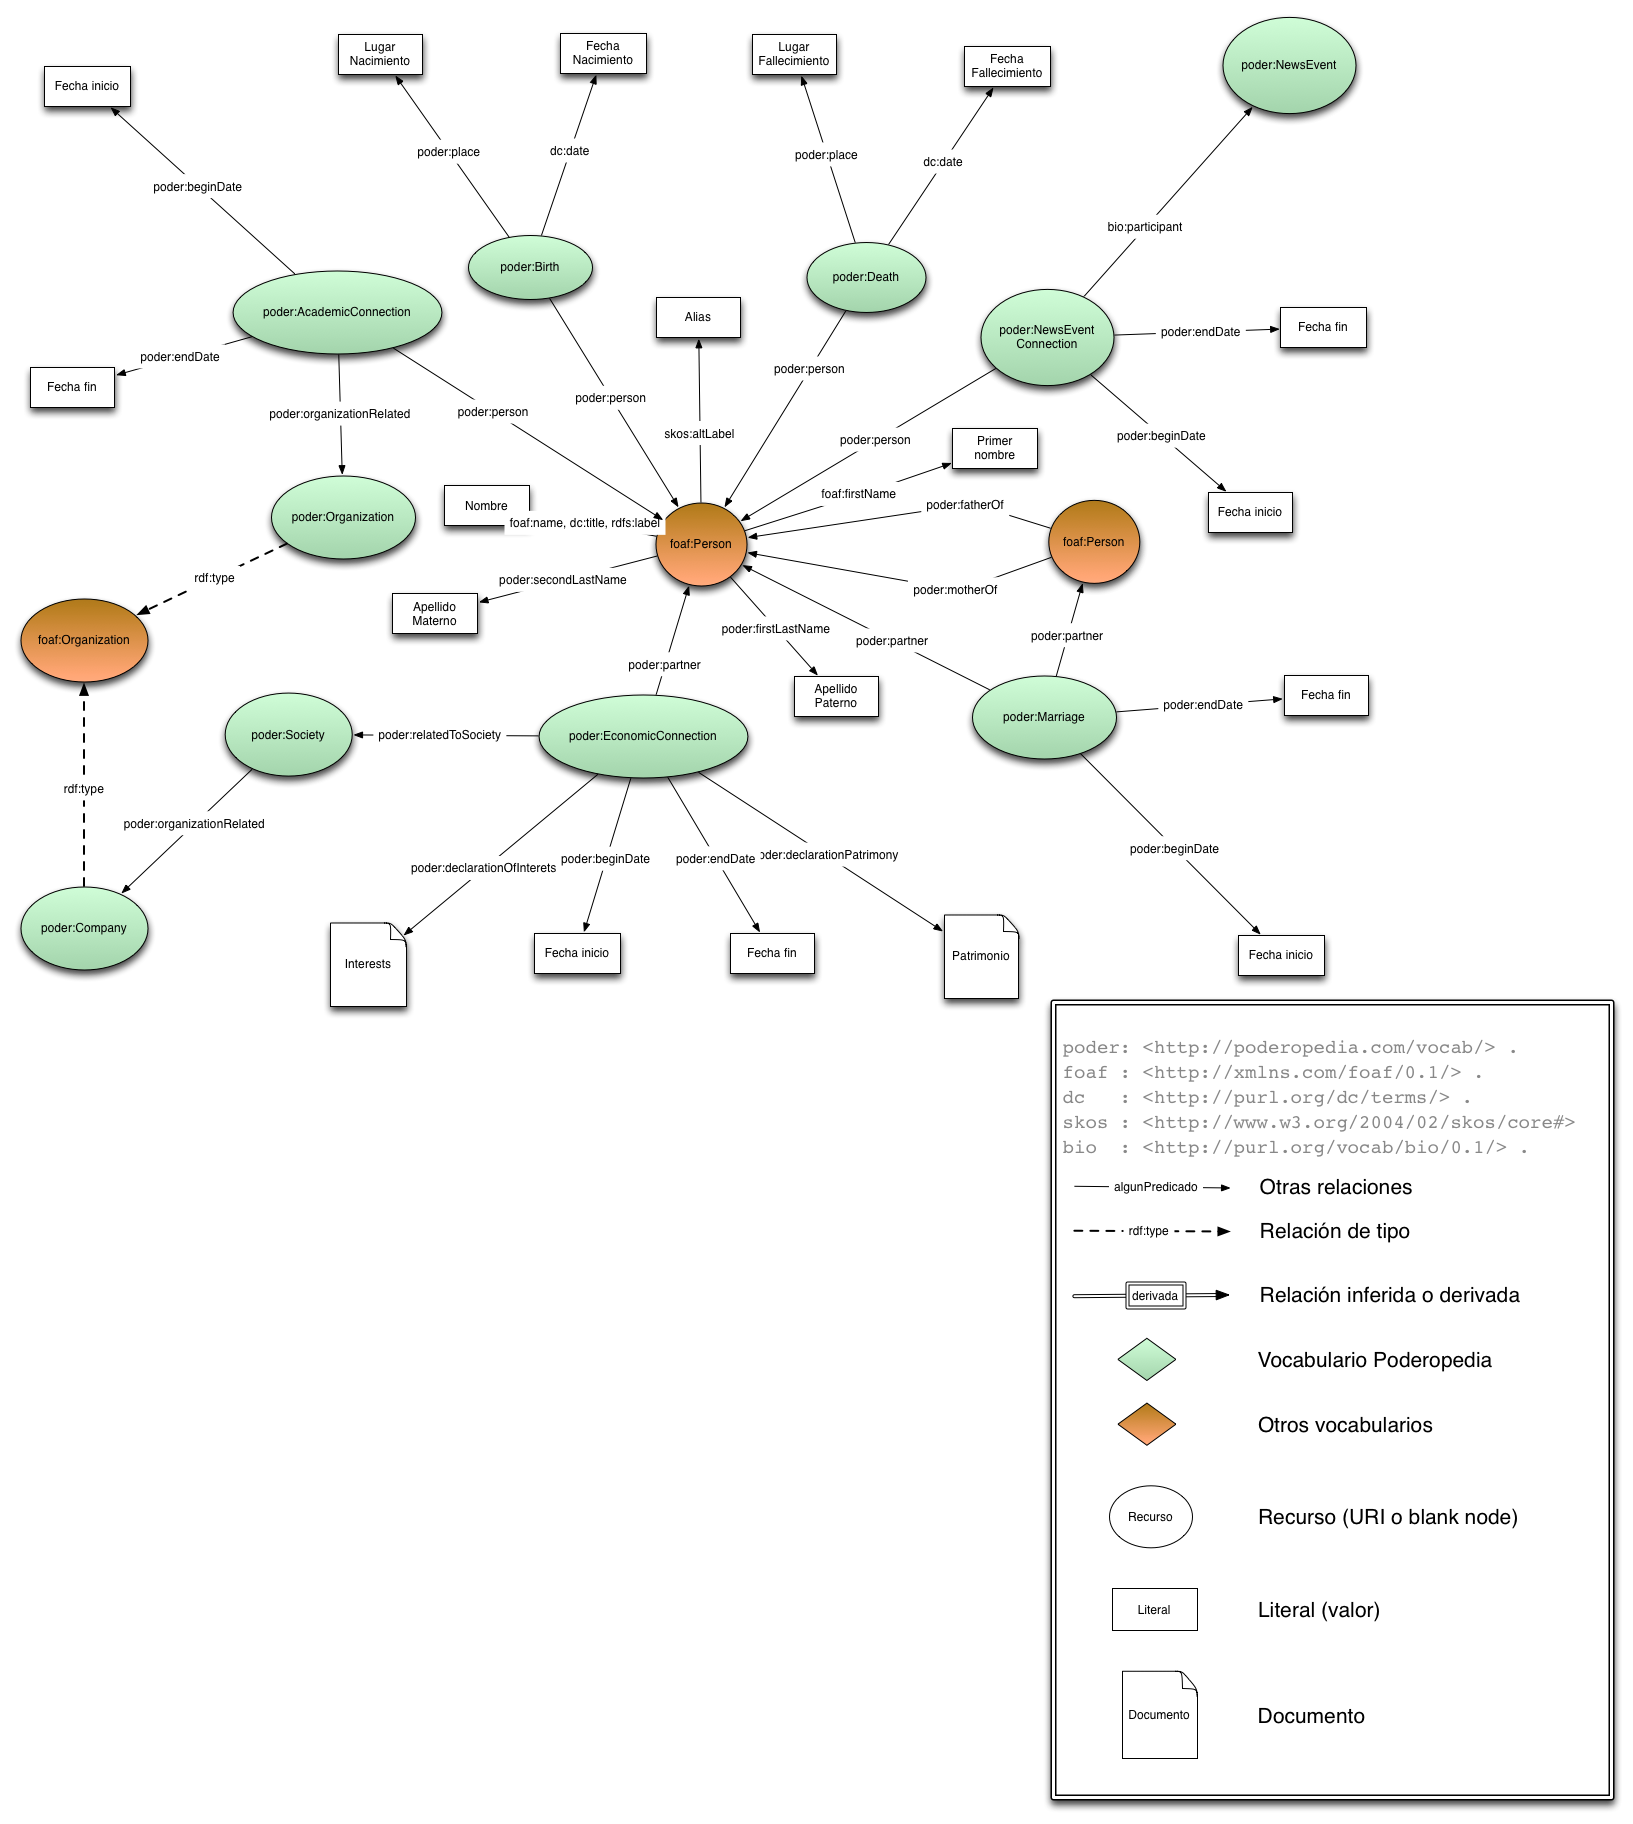 Lugar
Nacimiento
Fecha
Nacimiento
Lugar
Fallecimiento
Fecha
Fallecimiento
poder:NewsEvent
Fecha inicio
poder:place
dc:date
poder:place
dc:date
poder:beginDate
bio:participant
poder:Birth
poder:Death
poder:AcademicConnection
Alias
poder:NewsEvent
Connection
poder:endDate
Fecha fin
poder:endDate
Fecha fin
poder:person
poder:person
poder:organizationRelated
poder:person
skos:altLabel
poder:person
Primer
nombre
poder:beginDate
Nombre
foaf:name, dc:title, rdfs:label
foaf:firstName
poder:fatherOf
Fecha inicio
poder:Organization
foaf:Person
foaf:Person
rdf:type
poder:secondLastName
poder:motherOf
Apellido
Materno
poder:firstLastName
poder:partner
poder:partner
foaf:Organization
poder:partner
Apellido
Paterno
Fecha fin
poder:endDate
poder:Marriage
poder:Society
poder:relatedToSociety
poder:EconomicConnection
rdf:type
poder:organizationRelated
poder:declarationOfInterets
poder:beginDate
poder:endDate
oder:declarationPatrimony
poder:beginDate
poder:Company
Interests
Fecha inicio
Fecha fin
Patrimonio
Fecha inicio
poder: <http://poderopedia.com/vocab/> .
foaf : <http://xmlns.com/foaf/0.1/> .
dc   : <http://purl.org/dc/terms/> .
skos : <http://www.w3.org/2004/02/skos/core#>
bio  : <http://purl.org/vocab/bio/0.1/> .
algunPredicado Otras relaciones
rdf:type Relación de tipo
derivada Relación inferida o derivada
Vocabulario Poderopedia
Otros vocabularios
Recurso Recurso (URI o blank node)
Literal Literal (valor)
Documento Documento